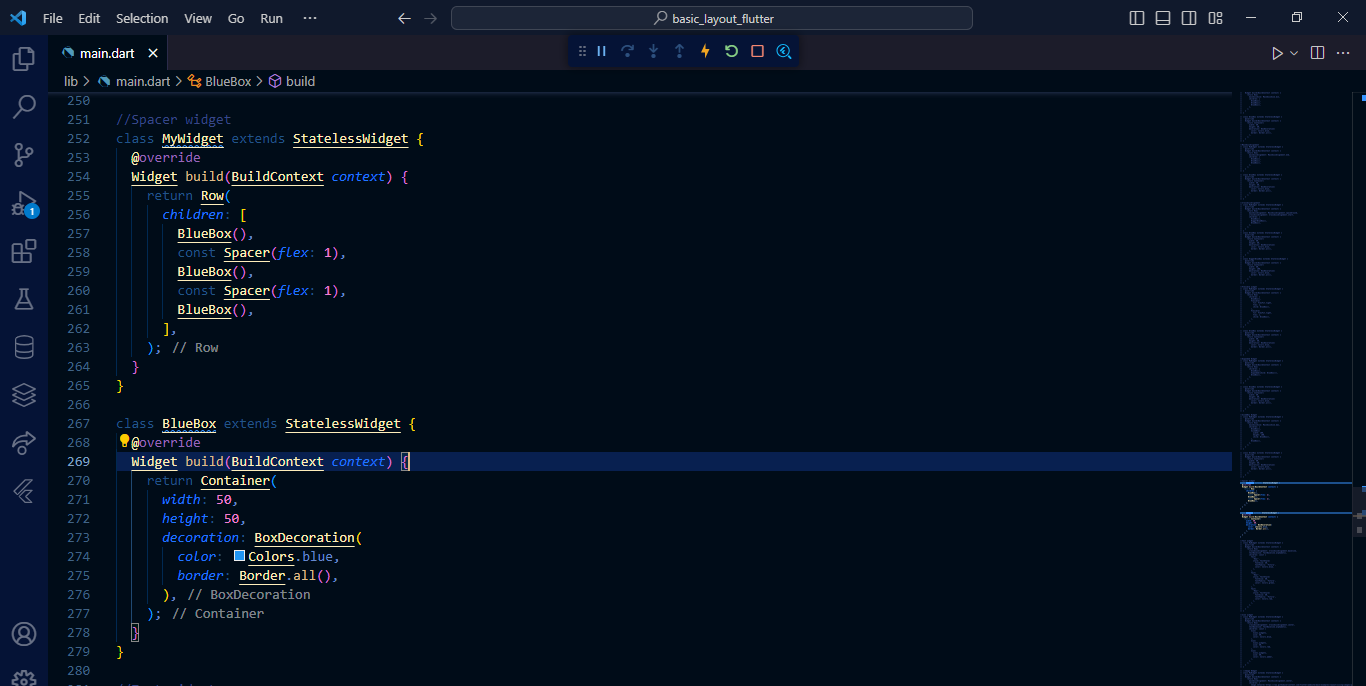 File Edit Selection View Go Run ···
basic_layout_flutter
main.dart
lib > main.dart > BlueBox > build
1
250
251 //Spacer widget
252 class MyWidget extends StatelessWidget {
253 @override
254 Widget build(BuildContext context) {
255 return Row(
256 children: [
257 BlueBox(),
258 const Spacer(flex: 1),
259 BlueBox(),
260 const Spacer(flex: 1),
261 BlueBox(),
262 ],
263 ); // Row
264 }
265 }
266
267 class BlueBox extends StatelessWidget {
268 @override
269 Widget build(BuildContext context) {
270 return Container(
271 width: 50,
272 height: 50,
273 decoration: BoxDecoration(
274 color: Colors.blue,
275 border: Border.all(),
276 ), // BoxDecoration
277 ); // Container
278 }
279 }
280